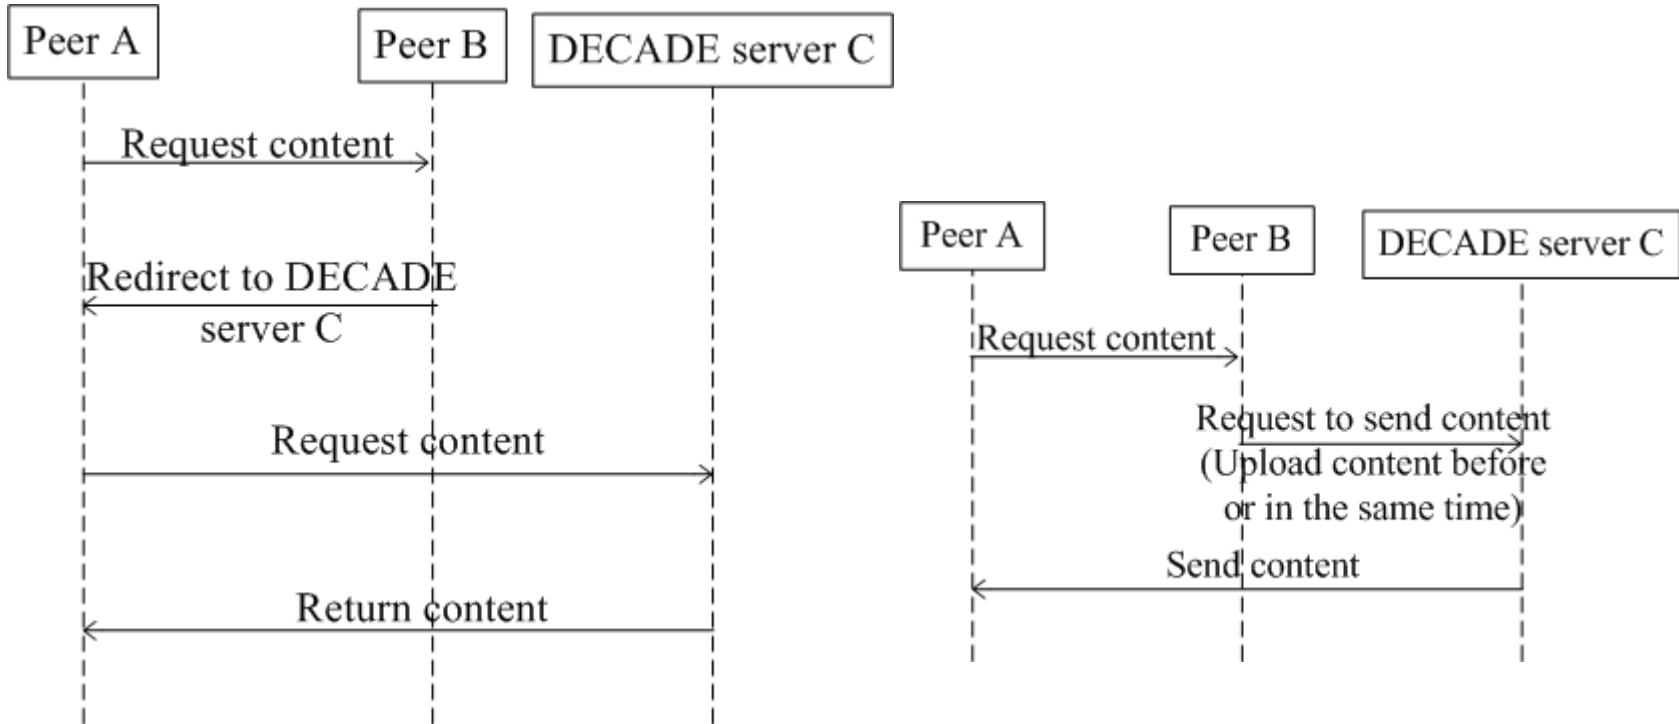 Peer A
Peer B
DECADE server C
Request content
Redirect to DECADE
server C
Request content
Return content
Peer A
Peer B
DECADE server C
Request content
Request to send content
(Upload content before
or in the same time)
Send content